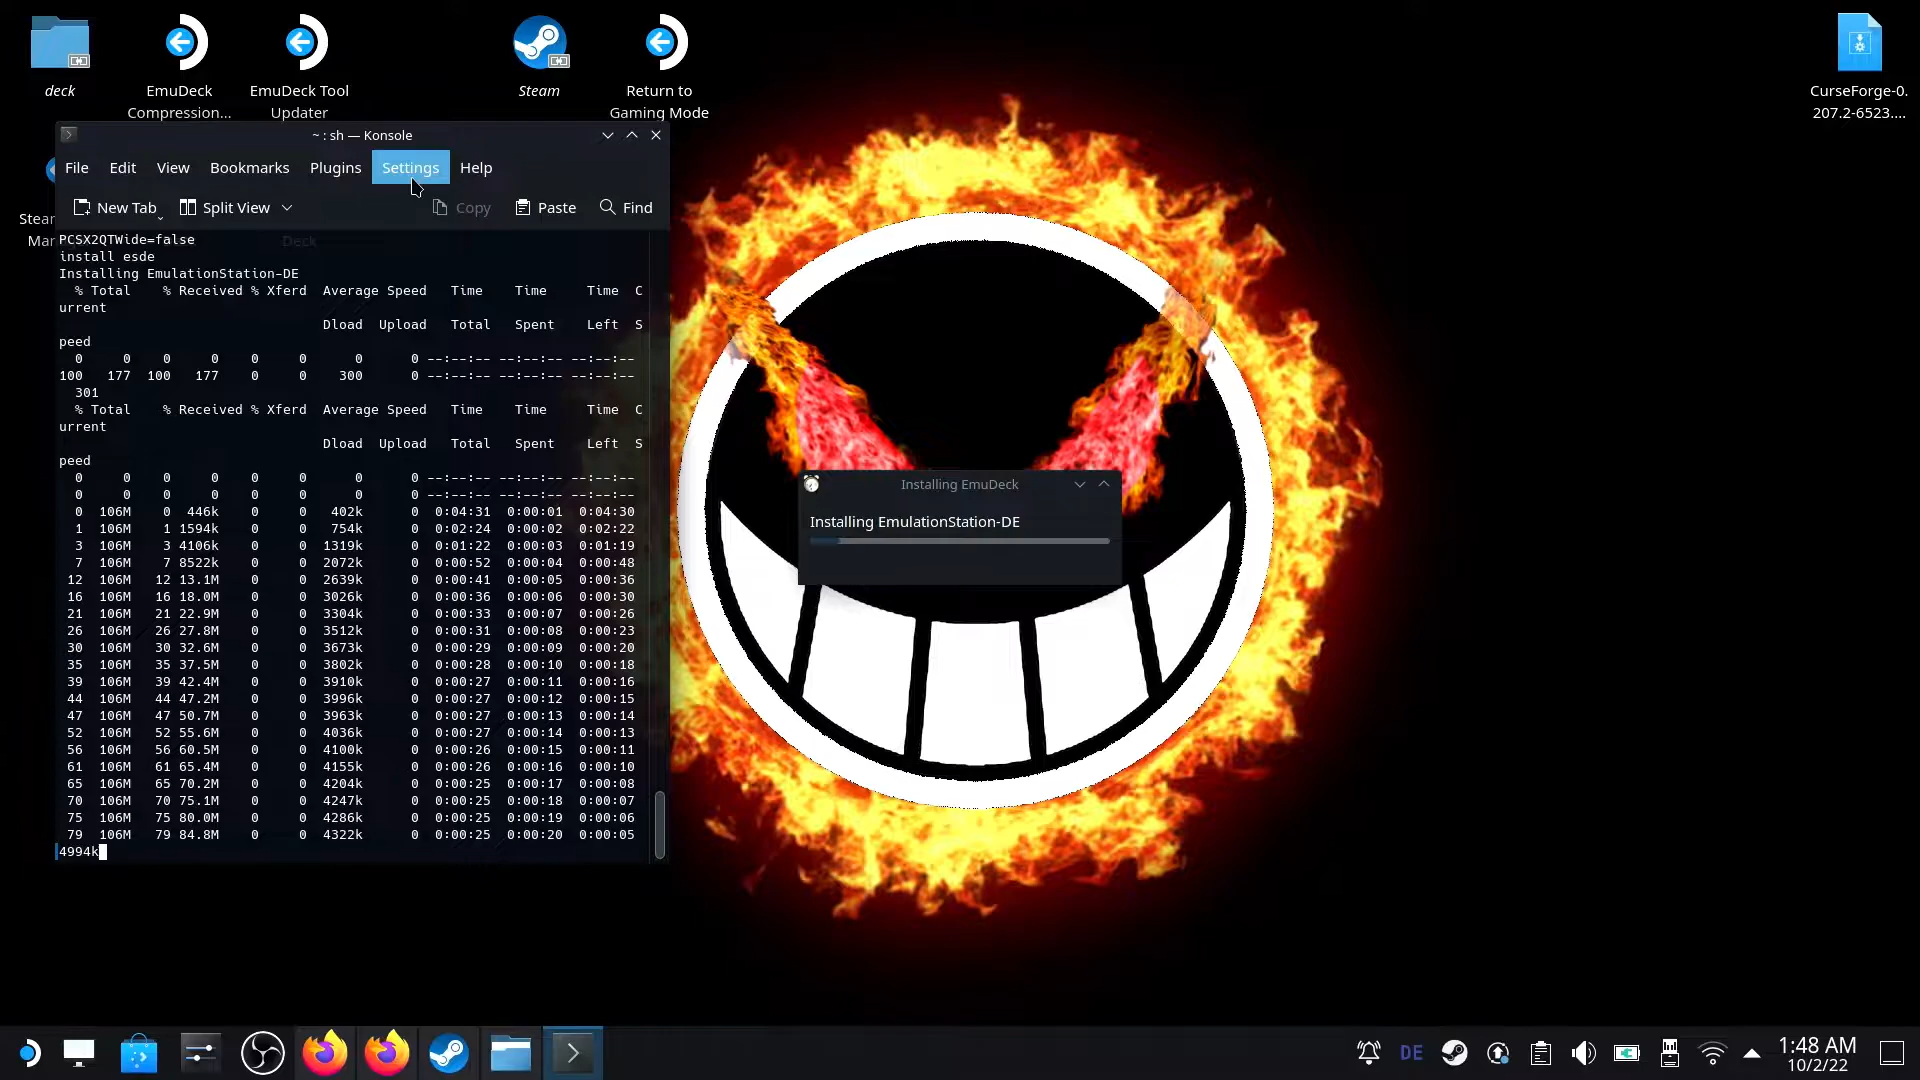 deck
EmuDeck
Compression...
EmuDeck Tool
Updater
Steam
Return to
Gaming Mode
CurseForge-0.
207.2-6523....
~ : sh — Konsole
File Edit View Bookmarks Plugins Settings Help
New Tab Split View Copy Paste Find
Stea
Mar
Deck
PCSX2QTWide=false
install esde
Installing EmulationStation-DE
% Total % Received % Xferd Average Speed Time Time Time C
urrent
Dload Upload Total Spent Left S
peed
0 0 0 0 0 0 0 0 --:--:-- --:--:-- --:--:--
100 177 100 177 0 0 300 0 --:--:-- --:--:-- --:--:--
301
% Total % Received % Xferd Average Speed Time Time Time C
urrent
Dload Upload Total Spent Left S
peed
0 0 0 0 0 0 0 0 --:--:-- --:--:-- --:--:--
0 0 0 0 0 0 0 0 --:--:-- --:--:-- --:--:--
0 106M 0 446k 0 0 402k 0 0:04:31 0:00:01 0:04:30
1 106M 1 1594k 0 0 754k 0 0:02:24 0:00:02 0:02:22
3 106M 3 4106k 0 0 1319k 0 0:01:22 0:00:03 0:01:19
7 106M 7 8522k 0 0 2072k 0 0:00:52 0:00:04 0:00:48
12 106M 12 13.1M 0 0 2639k 0 0:00:41 0:00:05 0:00:36
16 106M 16 18.0M 0 0 3026k 0 0:00:36 0:00:06 0:00:30
21 106M 21 22.9M 0 0 3304k 0 0:00:33 0:00:07 0:00:26
26 106M 26 27.8M 0 0 3512k 0 0:00:31 0:00:08 0:00:23
30 106M 30 32.6M 0 0 3673k 0 0:00:29 0:00:09 0:00:20
35 106M 35 37.5M 0 0 3802k 0 0:00:28 0:00:10 0:00:18
39 106M 39 42.4M 0 0 3910k 0 0:00:27 0:00:11 0:00:16
44 106M 44 47.2M 0 0 3996k 0 0:00:27 0:00:12 0:00:15
47 106M 47 50.7M 0 0 3963k 0 0:00:27 0:00:13 0:00:14
52 106M 52 55.6M 0 0 4036k 0 0:00:27 0:00:14 0:00:13
56 106M 56 60.5M 0 0 4100k 0 0:00:26 0:00:15 0:00:11
61 106M 61 65.4M 0 0 4155k 0 0:00:26 0:00:16 0:00:10
65 106M 65 70.2M 0 0 4204k 0 0:00:25 0:00:17 0:00:08
70 106M 70 75.1M 0 0 4247k 0 0:00:25 0:00:18 0:00:07
75 106M 75 80.0M 0 0 4286k 0 0:00:25 0:00:19 0:00:06
79 106M 79 84.8M 0 0 4322k 0 0:00:25 0:00:20 0:00:05
4994k
Installing EmuDeck
Installing EmulationStation-DE
DE
1:48 AM
10/2/22